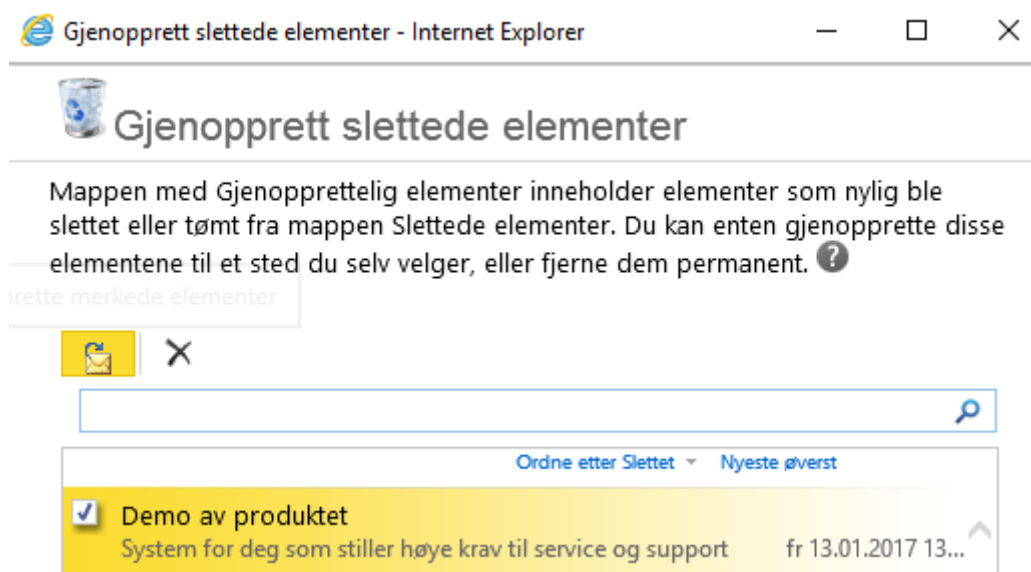 Gjenopprett slettede elementer - Internet Explorer
Gjenopprett slettede elementer
Mappen med Gjenopprettelig elementer inneholder elementer som nylig ble
slettet eller tømt fra mappen Slettede elementer. Du kan enten gjenopprette disse
elementene til et sted du selv velger, eller fjerne dem permanent.
merkede elementer
Ordne etter Slettet Nyeste øverst
Demo av produktet
System for deg som stiller høye krav til service og support fr 13.01.2017 13...